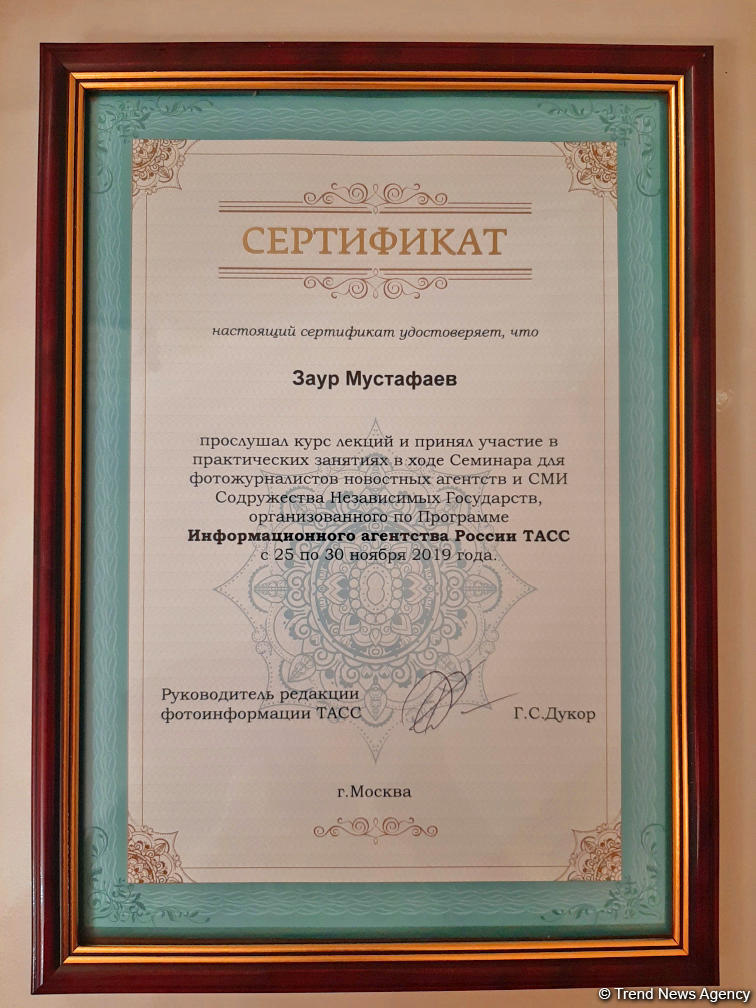 СЕРТИФИКАТ
настоящий сертификат удостоверяет, что
Заур Мустафаев
прослушал курс лекций и принял участие в
практических занятиях в ходе Семинара для
фотожурналистов новостных агентств и СМИ
Содружества Независимых Государств,
организованного по Программе
Информационного агентства России ТАСС
с 25 по 30 ноября 2019 года.
Руководитель редакции
фотоинформации ТАСС
Г.С.Дукор
г.Москва
© Trend News Agency